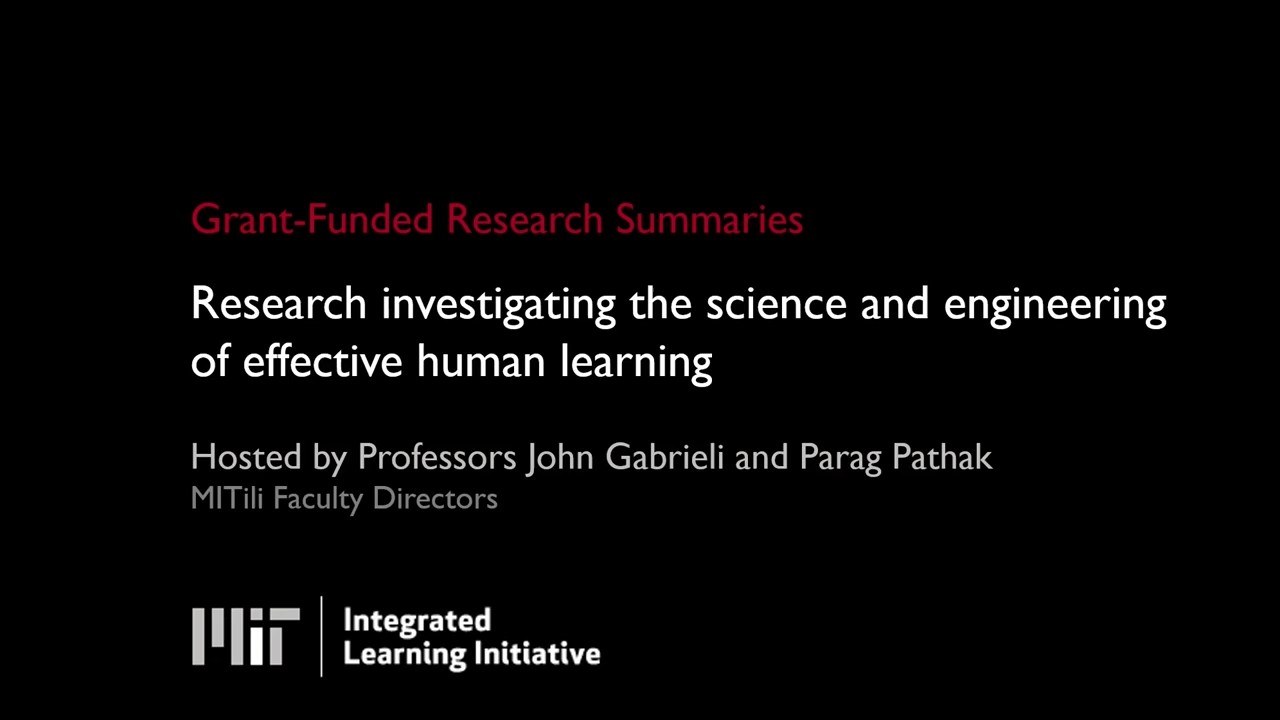 Grant-Funded Research Summaries
Research investigating the science and engineering
of effective human learning
Hosted by Professors John Gabrieli and Parag Pathak
MITili Faculty Directors
MIT
Integrated
Learning Initiative